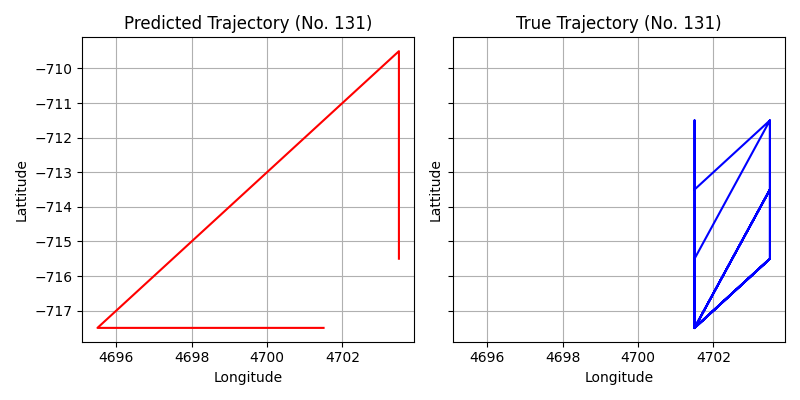 Predicted Trajectory (No. 131)
Lattitude
−710
−711
−712
−713
−714
−715
−716
−717
4696
4698
4700
4702
Longitude
True Trajectory (No. 131)
Lattitude
4696
4698
4700
4702
Longitude